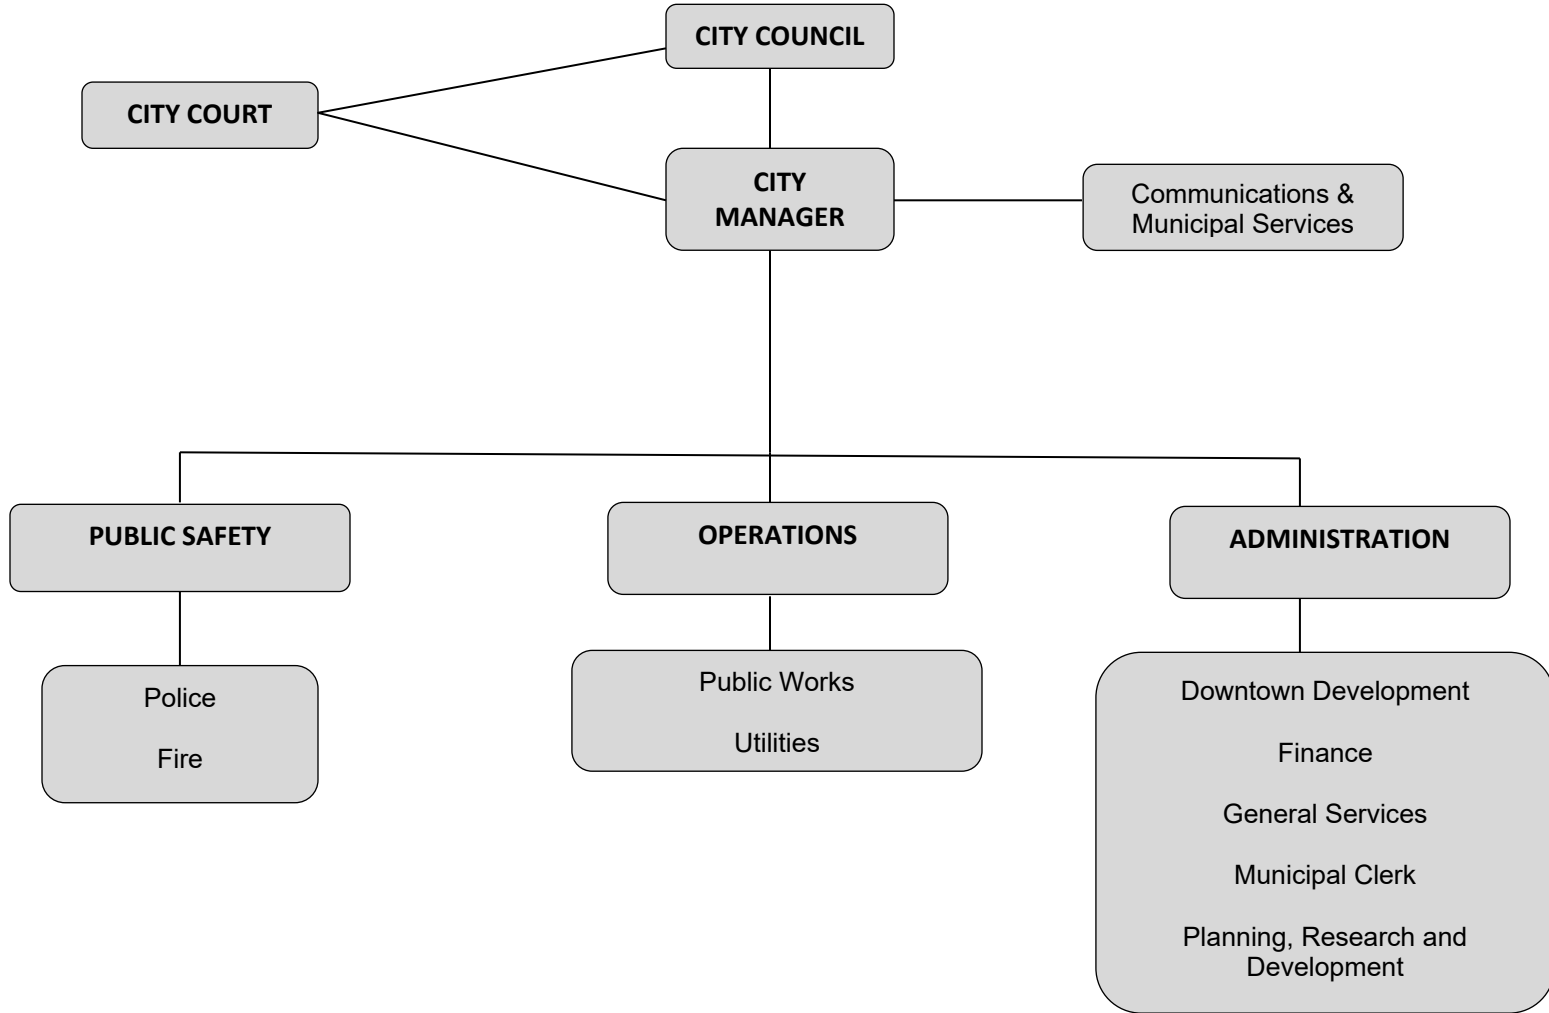 CITY COUNCIL
CITY COURT
CITY
MANAGER
Communications &
Municipal Services
PUBLIC SAFETY
OPERATIONS
ADMINISTRATION
Police
Fire
Public Works
Utilities
Downtown Development
Finance
General Services
Municipal Clerk
Planning, Research and
Development